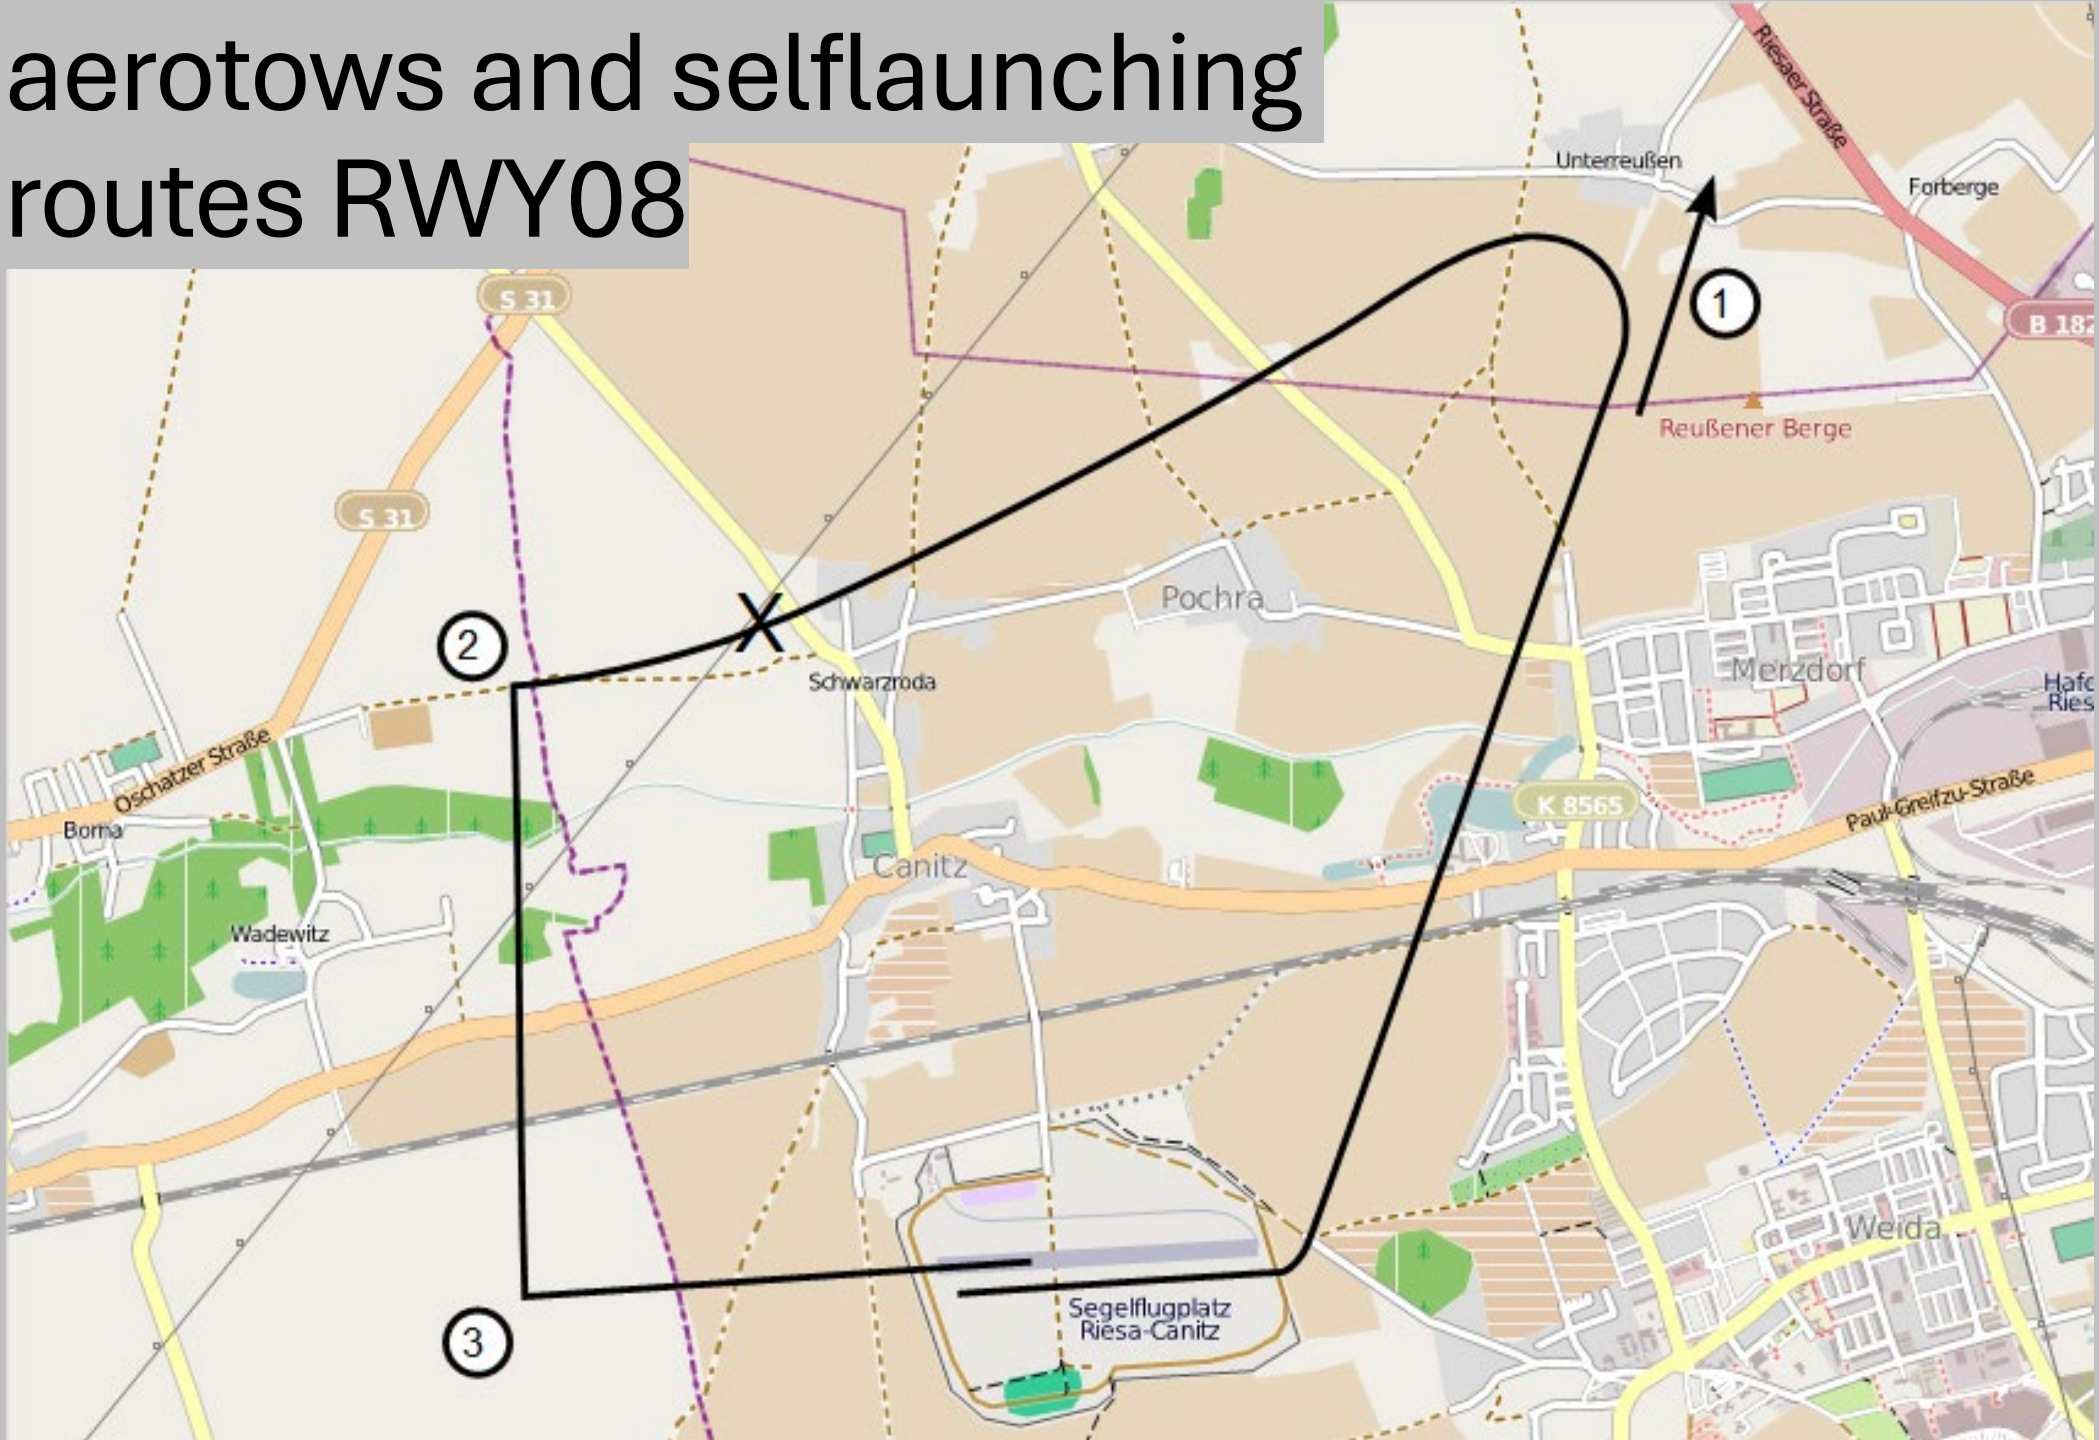 aerotows and selflaunching
routes RWY08
Riesaer Straße
Unterreußen
Forberge
S 31
1
B 182
Reußener Berge
S 31
Pochra
2
Schwarzroda
Merzdorf
Oschatzer Straße
Borna
K 8565
Paul-Greifzu-Straße
Canitz
Wadewitz
Weida
Segelflugplatz
Riesa-Canitz
3
X